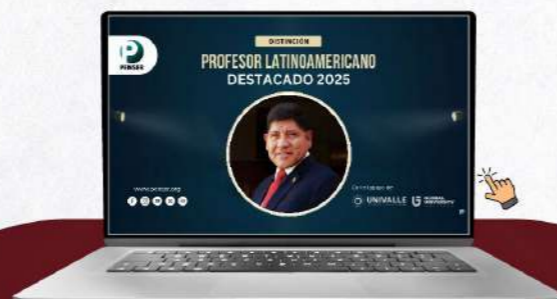 PENSER
DISTINCIÓN
PROFESOR LATINOAMERICANO
DESTACADO 2025
www.penser.org
UNIVALLE